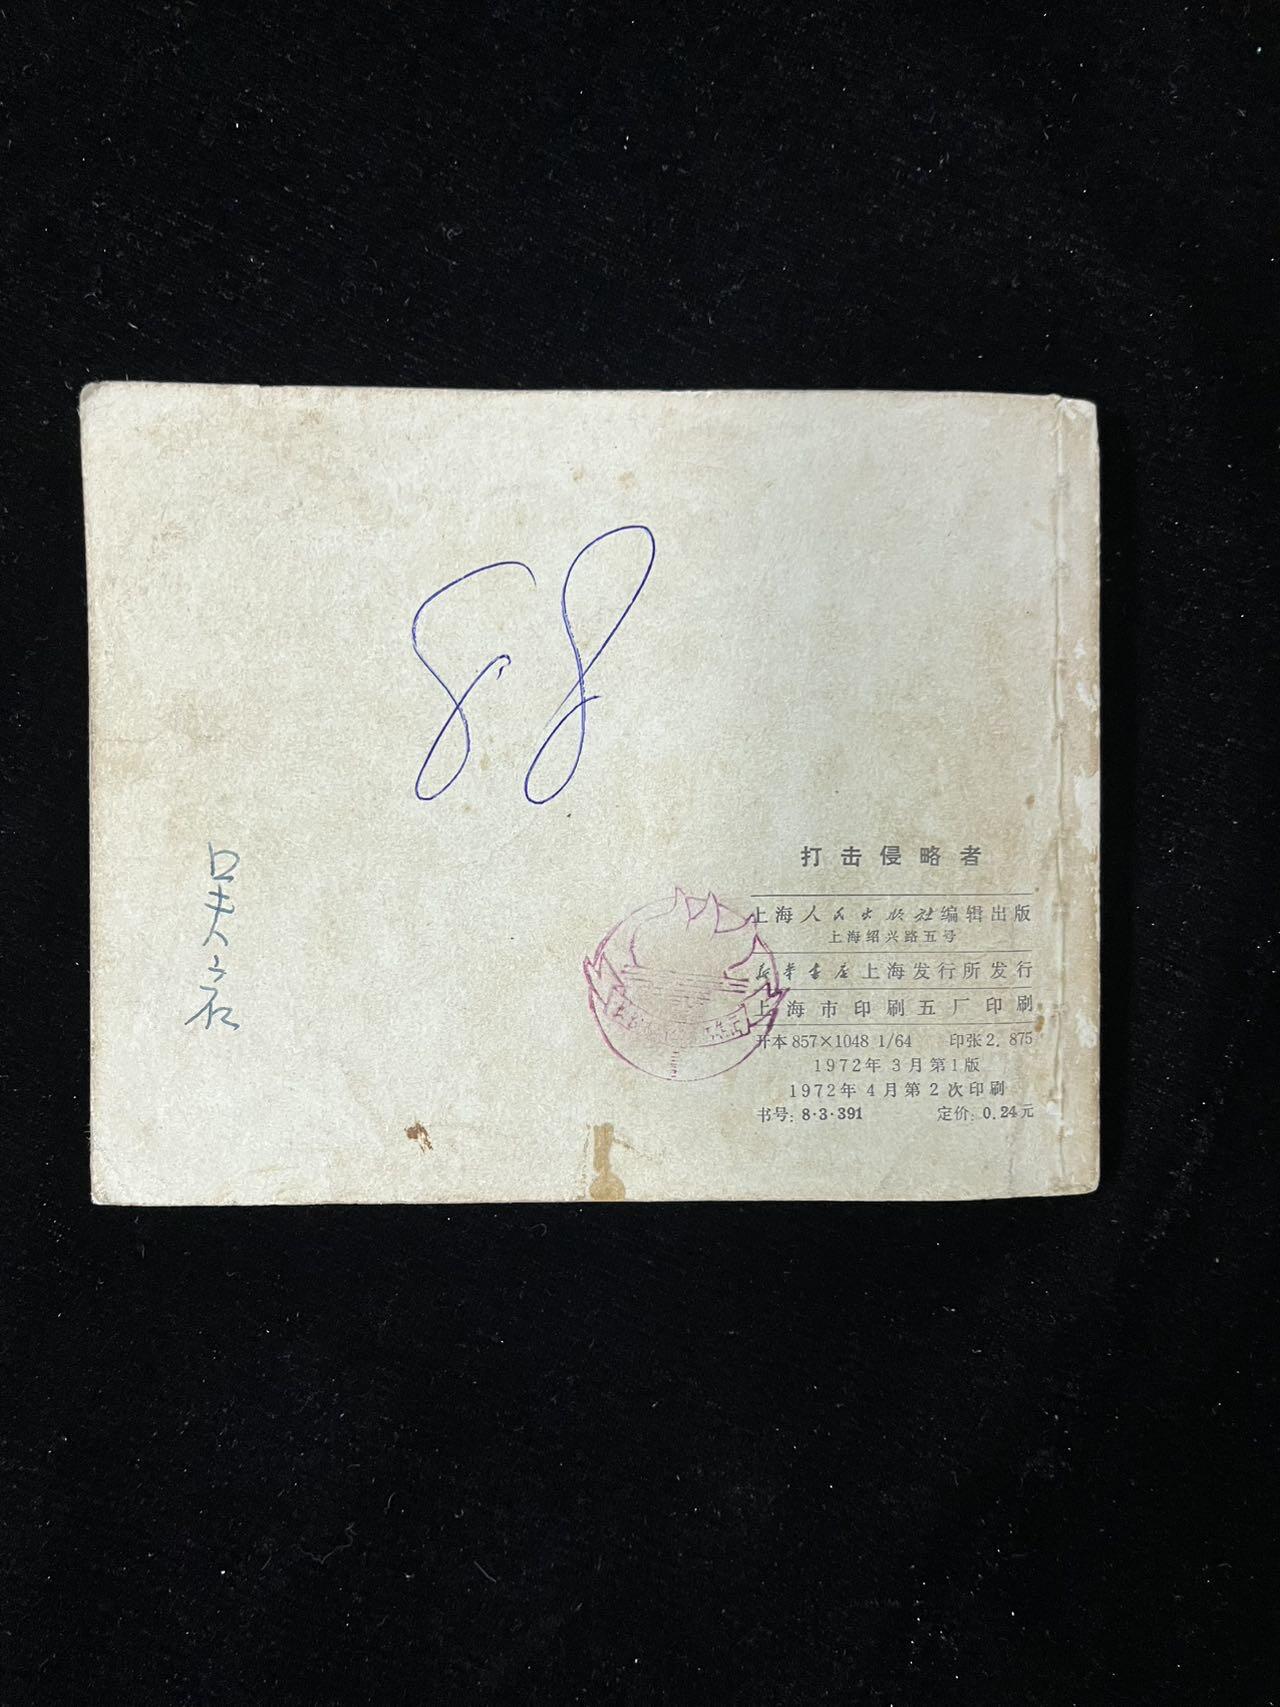 88
打击侵略者
上海人民出版社编辑出版
上海绍兴路五号
新华书店上海发行所发行
上海市印刷五厂印刷
开本 857×1048 1/64 印张 2.875
1972年3月第1版
1972年4月第2次印刷
书号: 8·3·391 定价: 0.24元